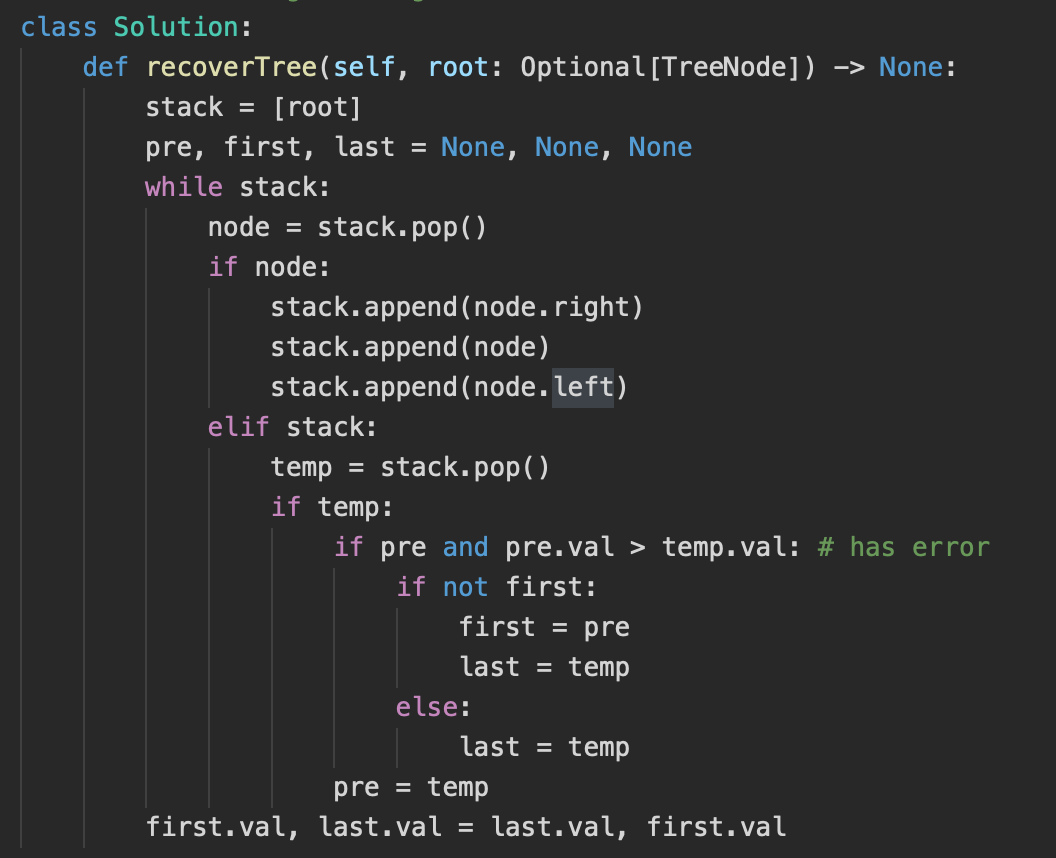 class Solution:
    def recoverTree(self, root: Optional[TreeNode]) -> None:
        stack = [root]
        pre, first, last = None, None, None
        while stack:
            node = stack.pop()
            if node:
                stack.append(node.right)
                stack.append(node)
                stack.append(node.left)
            elif stack:
                temp = stack.pop()
                if temp:
                    if pre and pre.val > temp.val: # has error
                        if not first:
                            first = pre
                            last = temp
                        else:
                            last = temp
                    pre = temp
        first.val, last.val = last.val, first.val